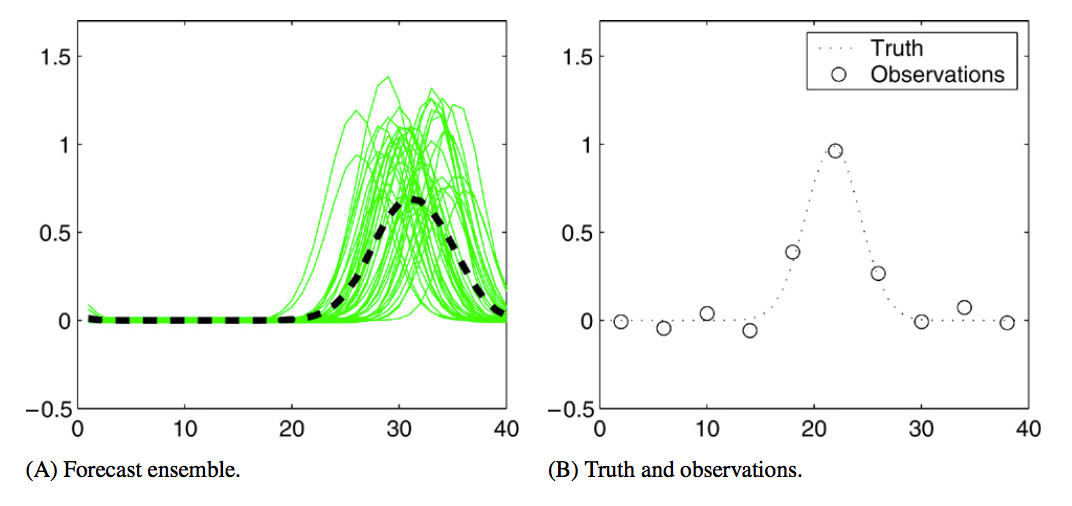 1.5
1
0.5
0
−0.5
0 10 20 30 40
(A) Forecast ensemble.
Truth
Observations
1.5
1
0.5
0
−0.5
0 10 20 30 40
(B) Truth and observations.